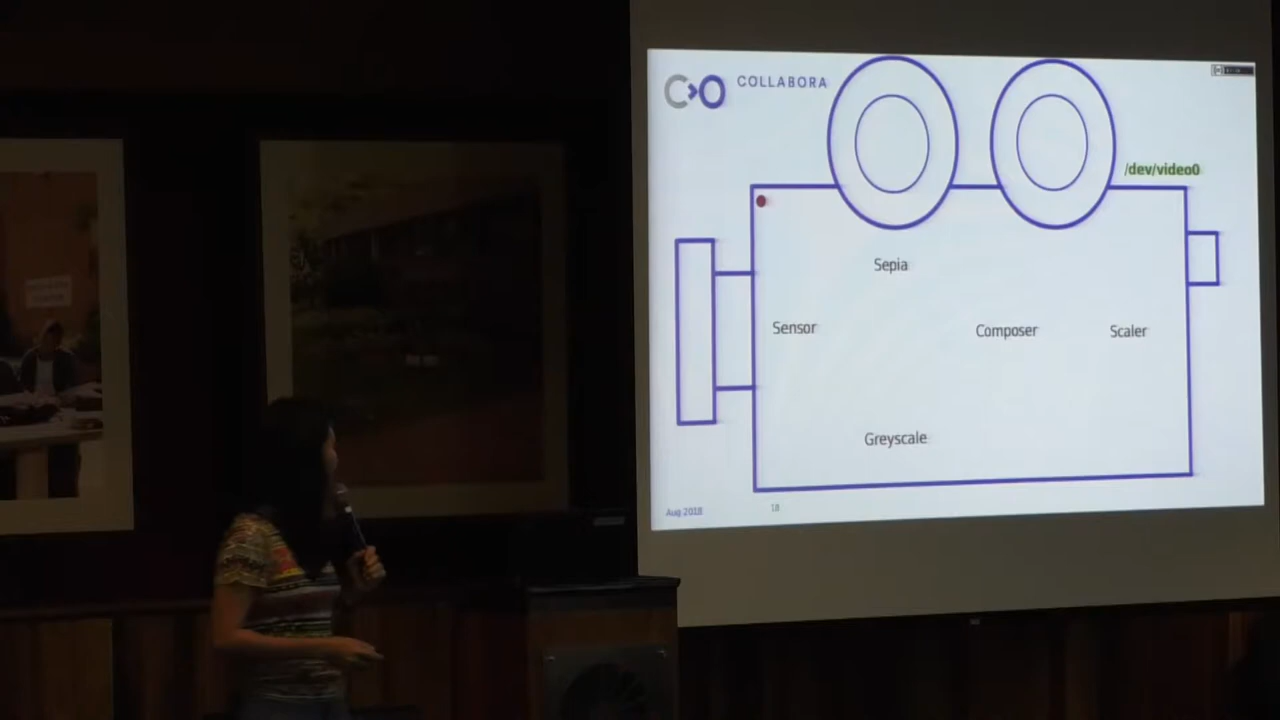 COLLABORA
/dev/video0
Sepia
Sensor
Composer
Scaler
Greyscale
Aug 2018
18